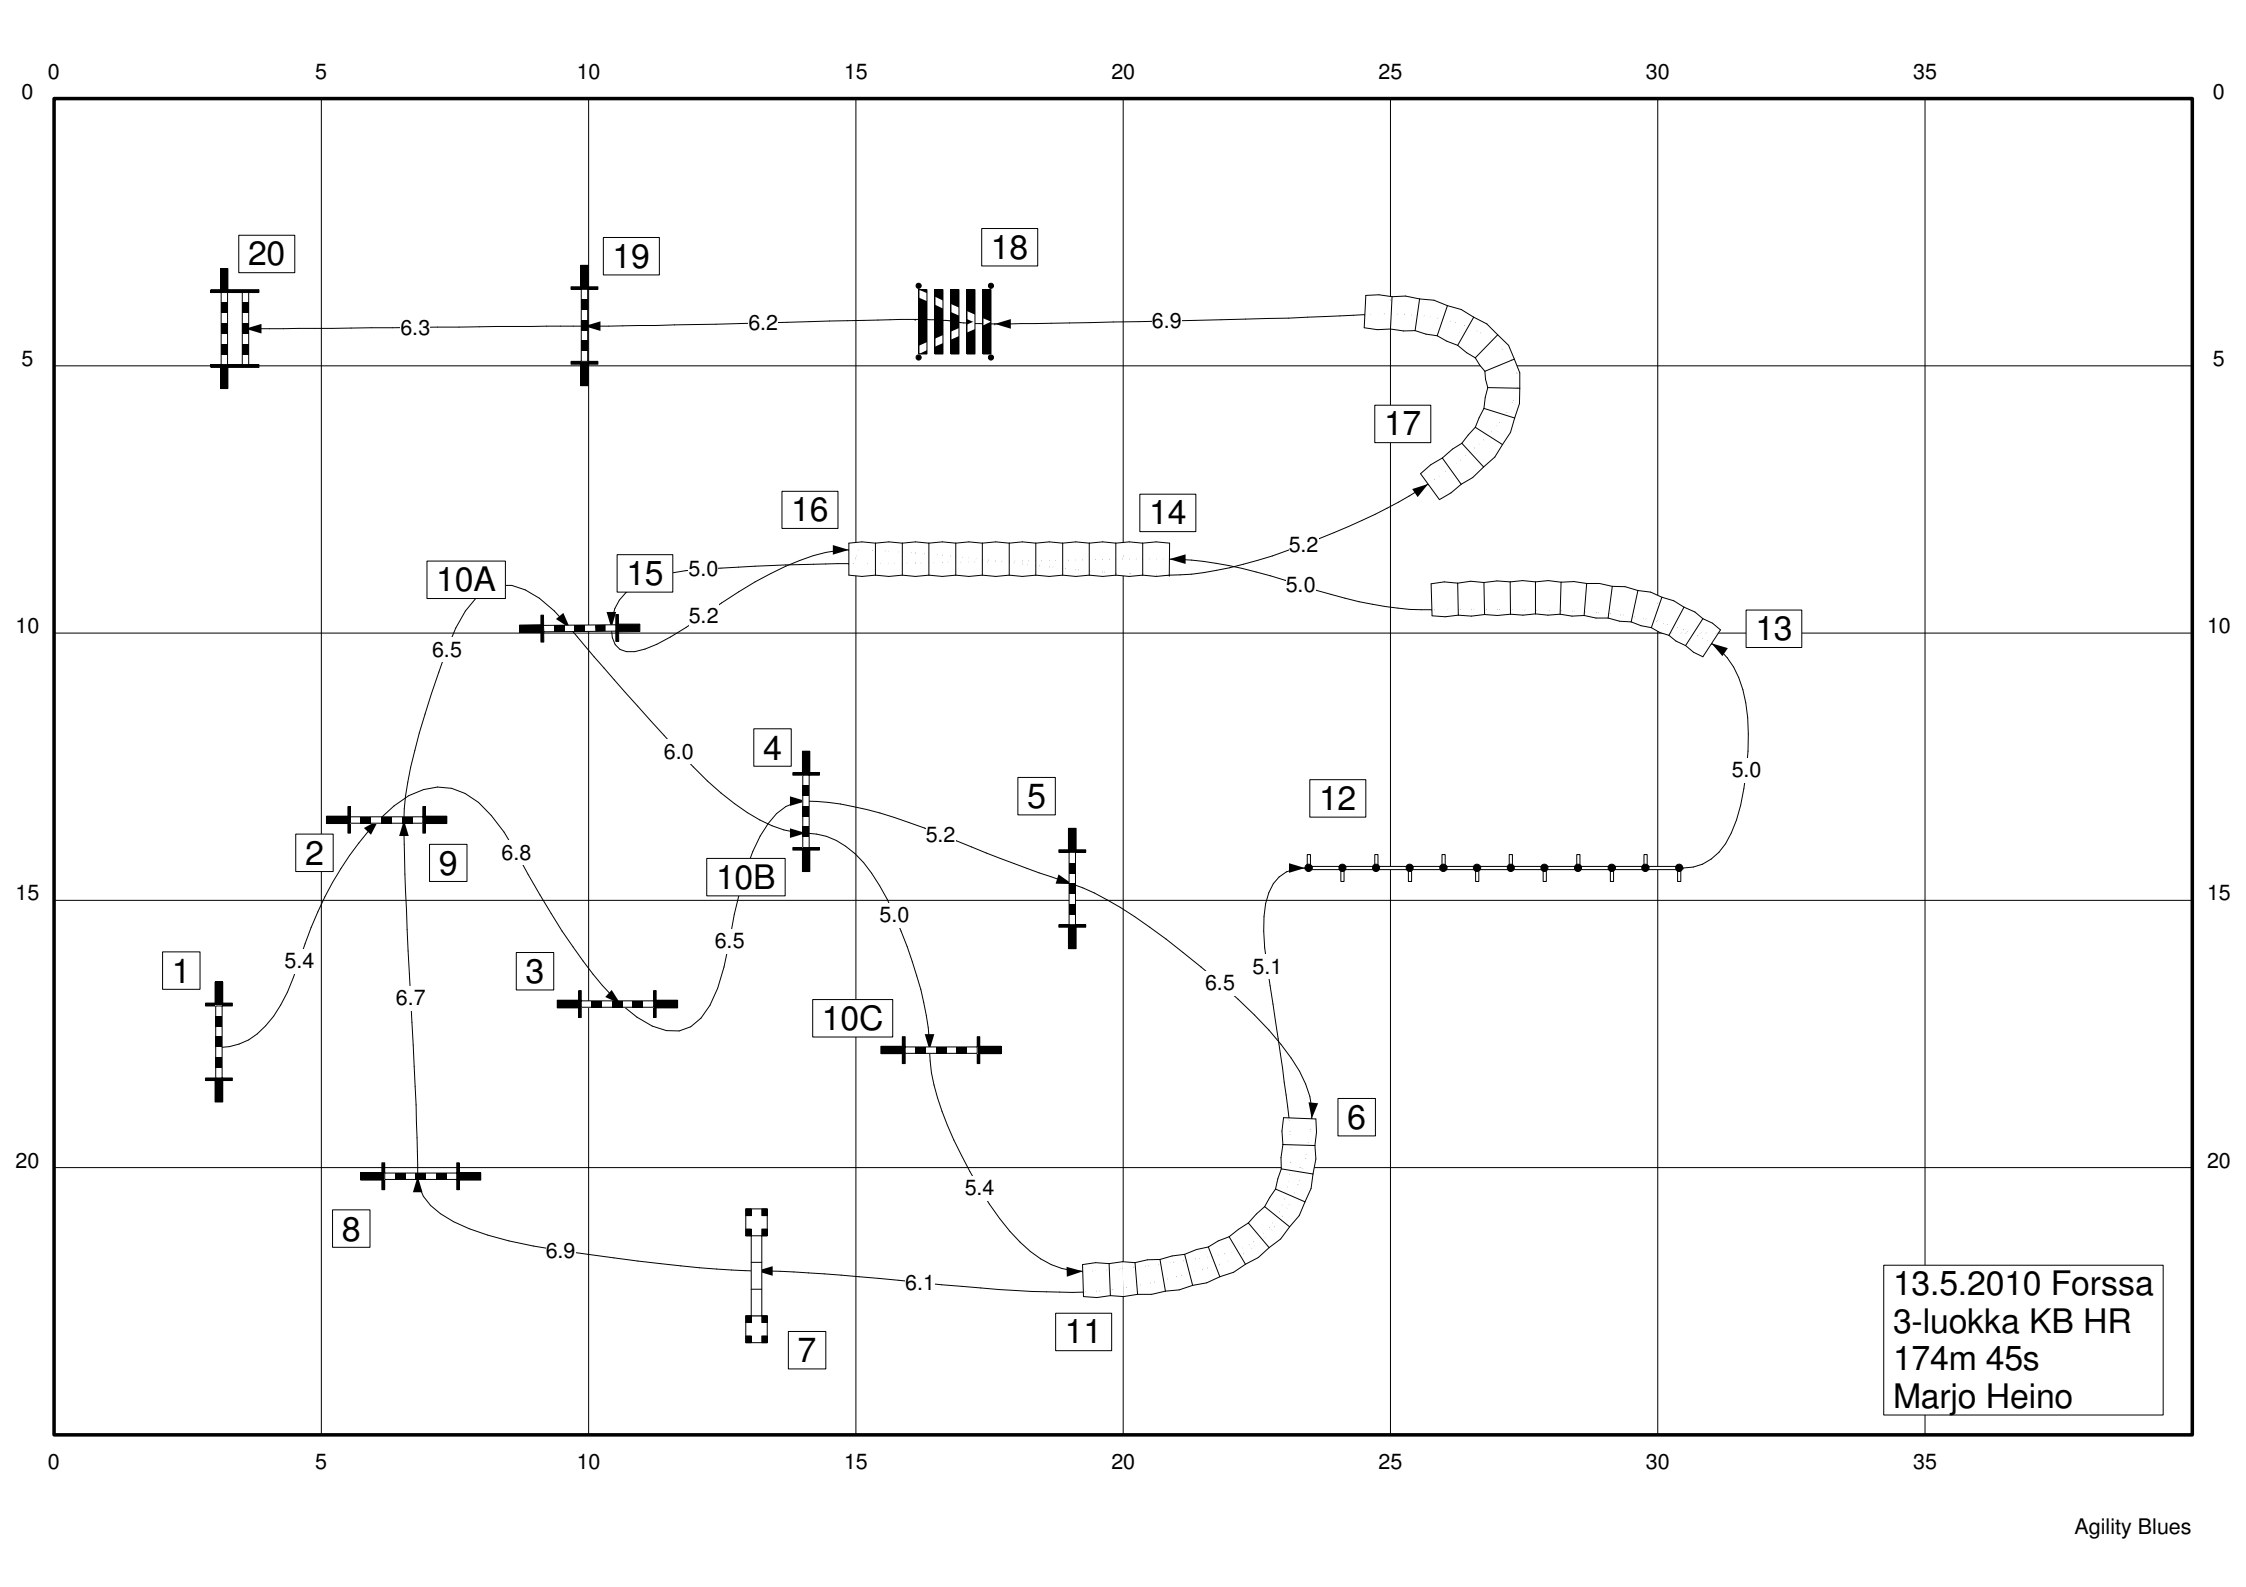 0 5 10 15 20 25 30 35
0 0
20 19 18
6.3 6.2 6.9
5 5
17
16 14
5.2
10A 15 5.0
5.0
5.2
10 13 10
6.5
4 6.0
5 12 5.0
2 9 6.8 5.2
10B
15 5.0 15
6.5
1 5.4 3 5.1
6.5
6.7 10C
6
20 5.4 20
8
6.9 6.1
11
7
13.5.2010 Forssa
3-luokka KB HR
174m 45s
Marjo Heino
0 5 10 15 20 25 30 35
Agility Blues